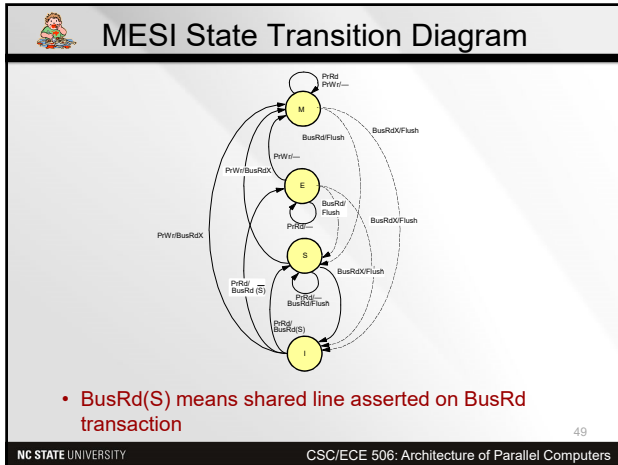 MESI State Transition Diagram
PrRd
PrWr/—
M
BusRd/Flush
BusRdX/Flush
PrWr/—
PrWr/BusRdX
E
BusRd/
Flush
PrRd/—
BusRdX/Flush
PrWr/BusRdX
S
BusRdX/Flush
PrRd/
BusRd (S̅)
PrRd/—
BusRd/Flush
PrRd/
BusRd(S)
I
• BusRd(S) means shared line asserted on BusRd
transaction
49
NC STATE UNIVERSITY
CSC/ECE 506: Architecture of Parallel Computers